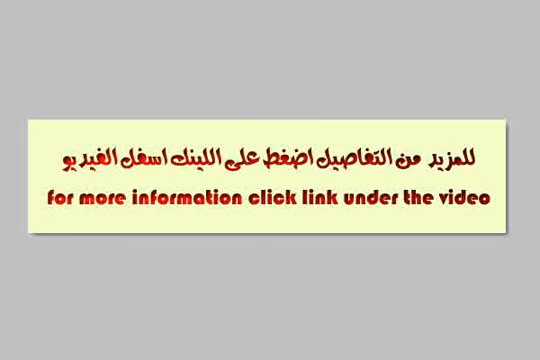 للمزيد من التفاصيل اضغط على اللينك اسفل الفيديو
for more information click link under the video